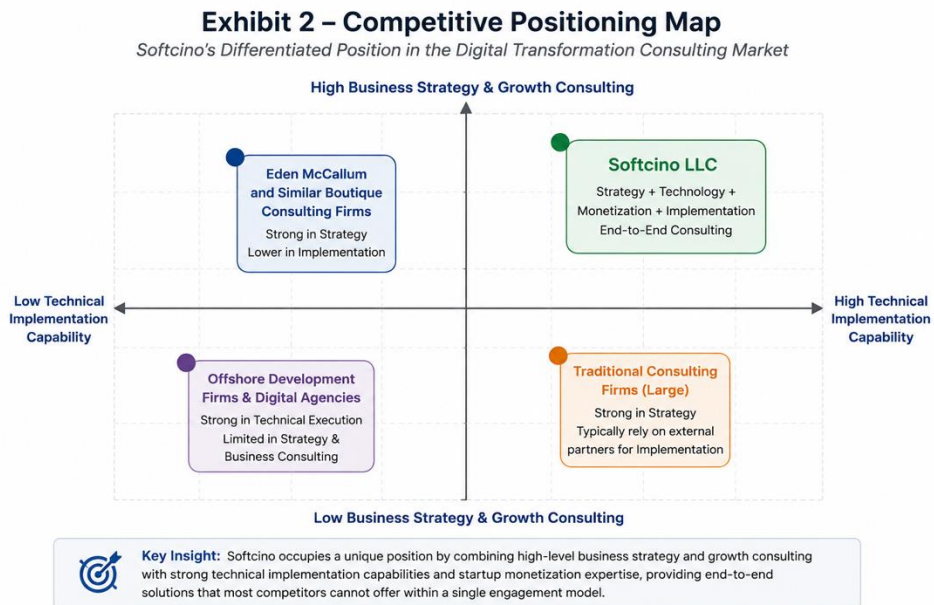 Exhibit 2 – Competitive Positioning Map
Softcino's Differentiated Position in the Digital Transformation Consulting Market
High Business Strategy & Growth Consulting
Eden McCallum
and Similar Boutique
Consulting Firms
Strong in Strategy
Lower in Implementation
Softcino LLC
Strategy + Technology +
Monetization + Implementation
End-to-End Consulting
Low Technical
Implementation
Capability
High Technical
Implementation
Capability
Offshore Development
Firms & Digital Agencies
Strong in Technical Execution
Limited in Strategy &
Business Consulting
Traditional Consulting
Firms (Large)
Strong in Strategy
Typically rely on external
partners for Implementation
Low Business Strategy & Growth Consulting
Key Insight: Softcino occupies a unique position by combining high-level business strategy and growth consulting
with strong technical implementation capabilities and startup monetization expertise, providing end-to-end
solutions that most competitors cannot offer within a single engagement model.